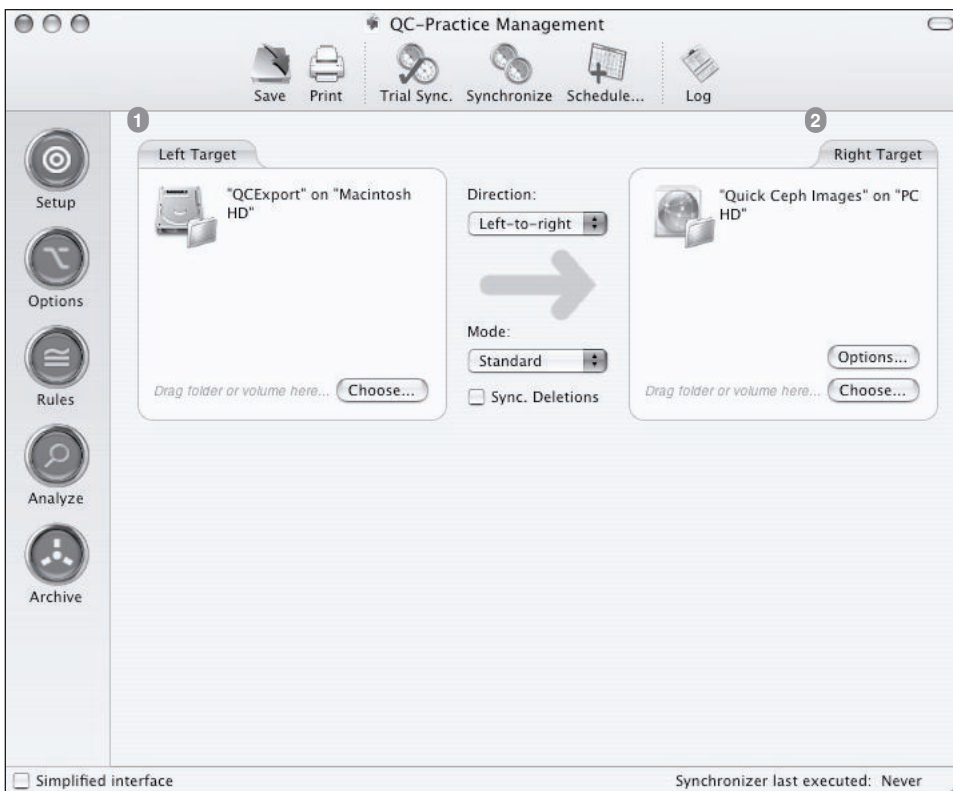 QC-Practice Management
Save
Print
Trial Sync.
Synchronize
Schedule...
Log
1
2
Setup
Options
Rules
Analyze
Archive
Left Target
"QCExport" on "Macintosh
HD"
Drag folder or volume here...
Choose...
Direction:
Left-to-right
Mode:
Standard
Sync. Deletions
Right Target
"Quick Ceph Images" on "PC
HD"
Options...
Drag folder or volume here...
Choose...
Simplified interface
Synchronizer last executed: Never